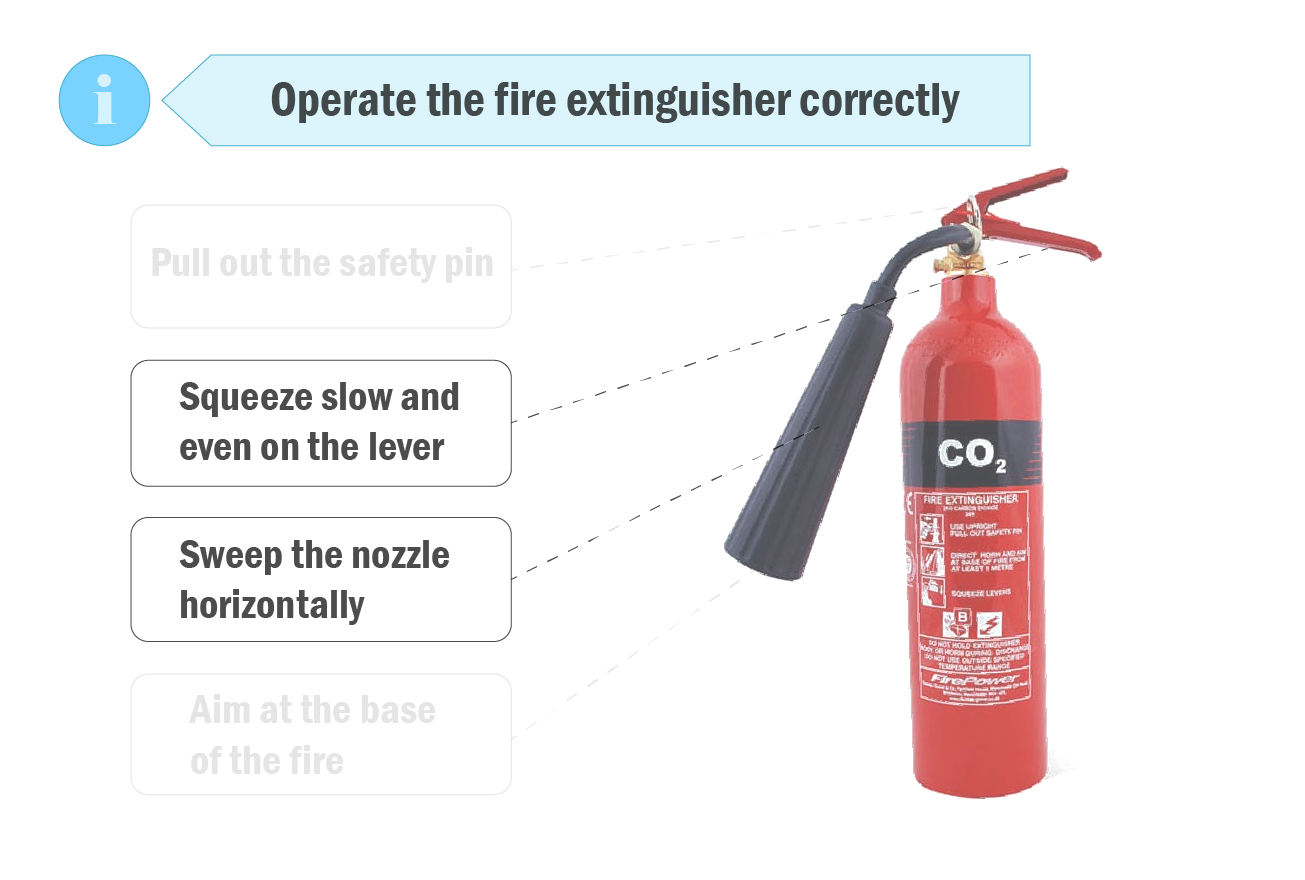 i
Operate the fire extinguisher correctly
Pull out the safety pin
Squeeze slow and
even on the lever
Sweep the nozzle
horizontally
Aim at the base
of the fire
CO₂
CE
FIRE EXTINGUISHER
USE UPRIGHT
PULL OUT SAFETY PIN
DIRECT HORN AND AIM
AT BASE OF FIRE FROM
AT LEAST 1 METRE
SQUEEZE LEVERS
B
DO NOT HOLD EXTINGUISHER
BODY OR HORN DURING DISCHARGE
DO NOT USE OUTSIDE SPECIFIED
TEMPERATURE RANGE
FirePower